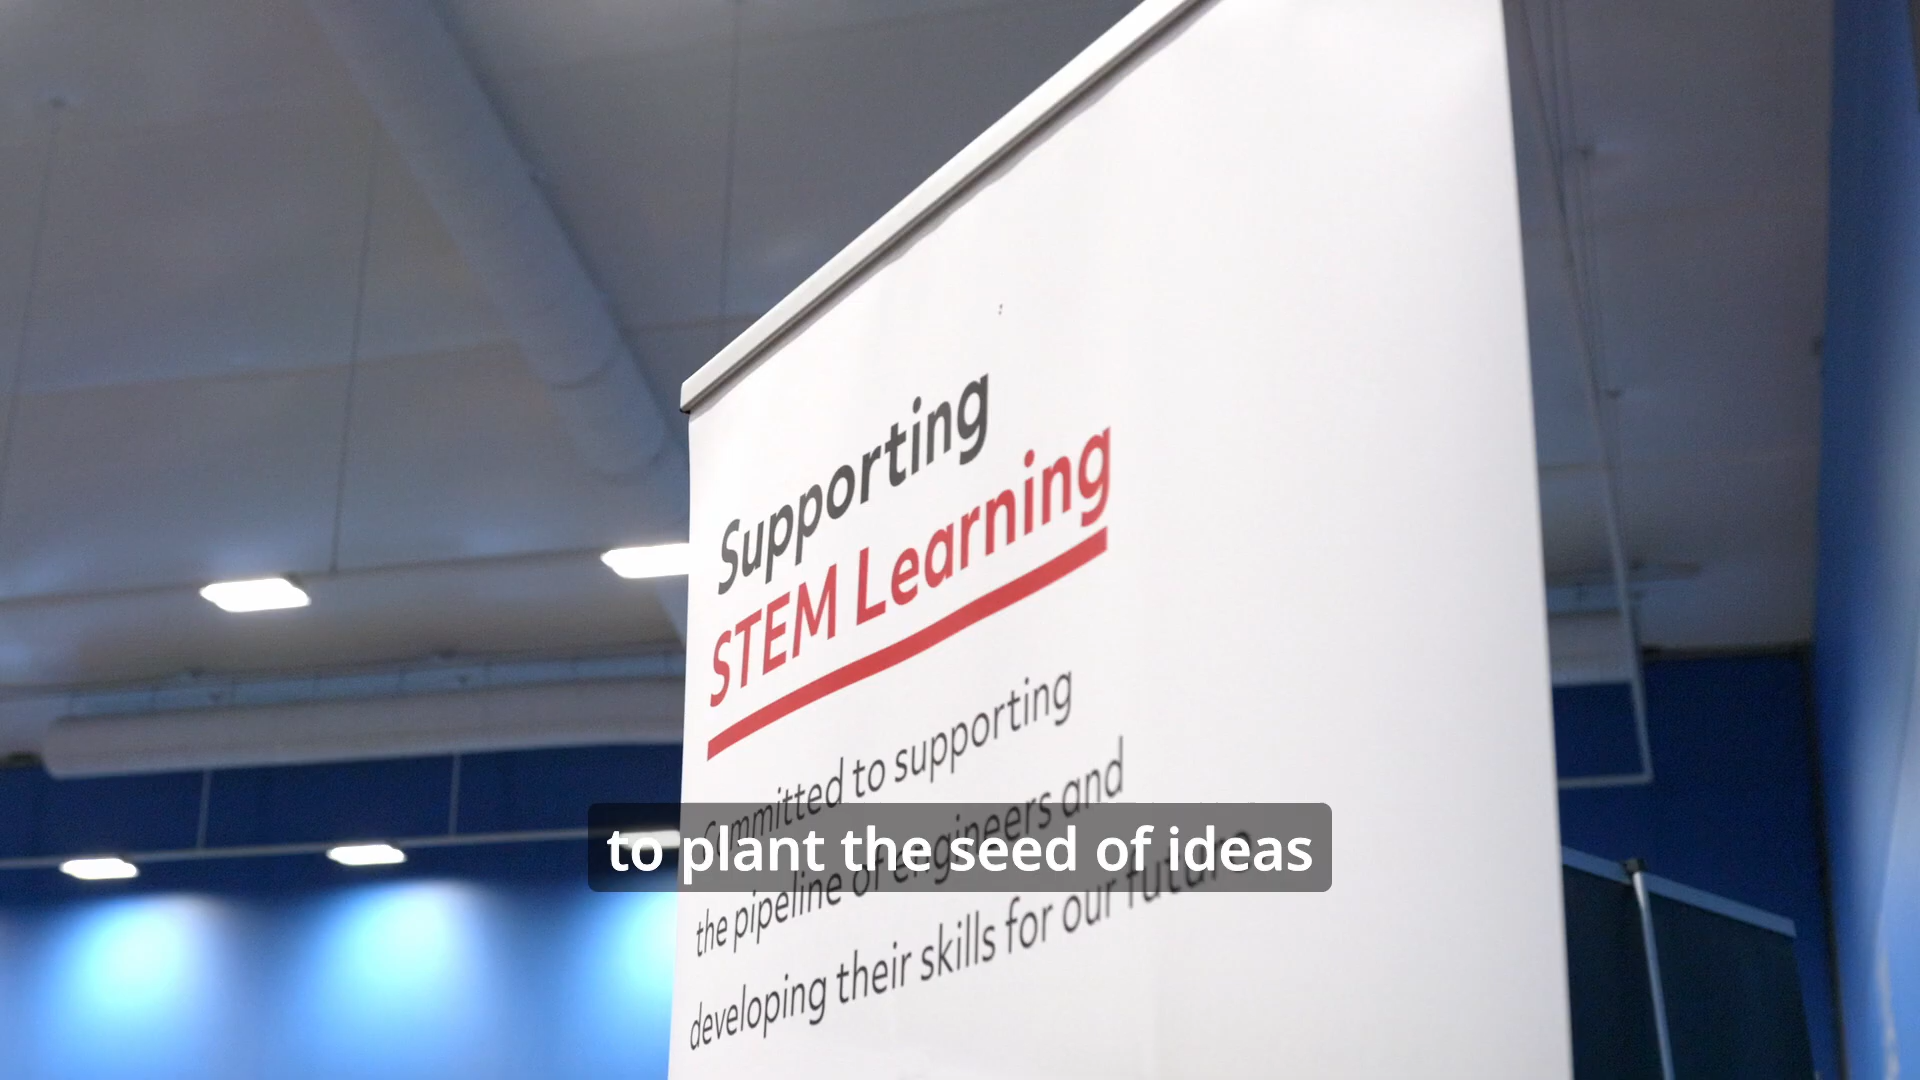 Supporting
STEM Learning
Committed to supporting
the pipeline of engineers and
developing their skills for our future
to plant the seed of ideas